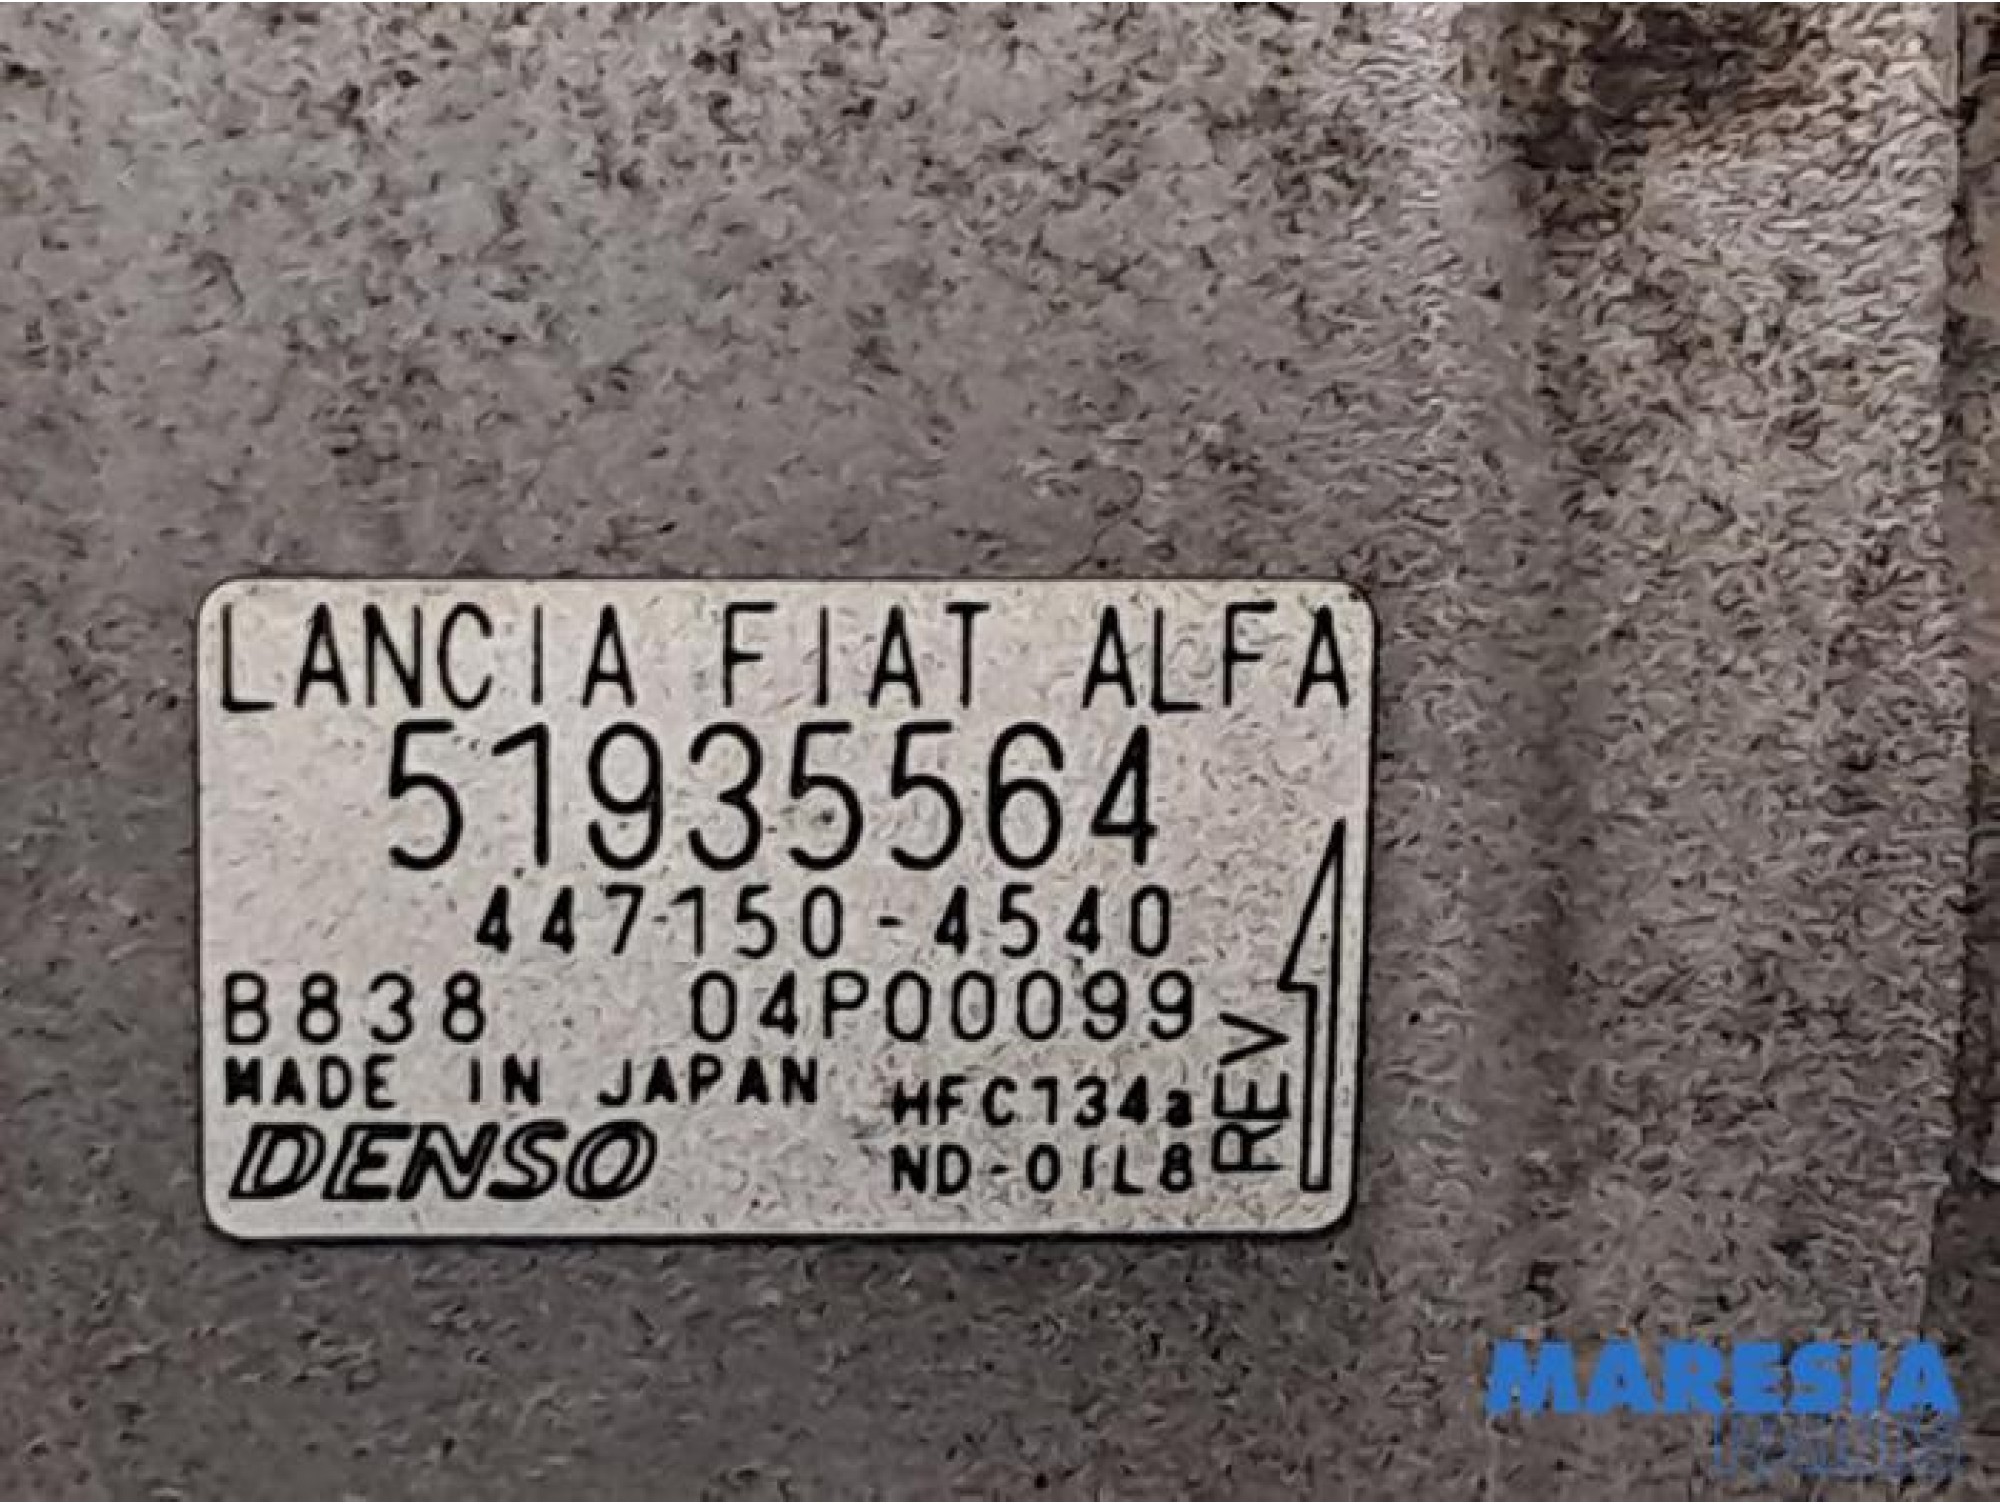 LANCIA FIAT ALFA
51935564
447150-4540
B838 04P00099
MADE IN JAPAN HFC134a
DENSO ND-OIL8
REV
MARESIA